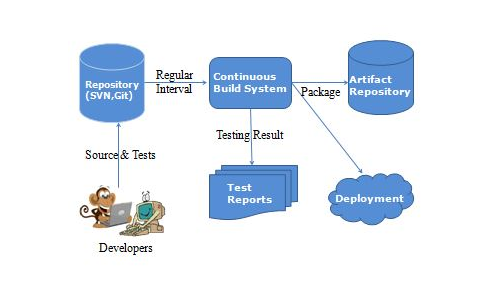 Repository
(SVN,Git)
Regular
Interval
Continuous
Build System
Package
Artifact
Repository
Testing Result
Source & Tests
Test
Reports
Deployment
Developers